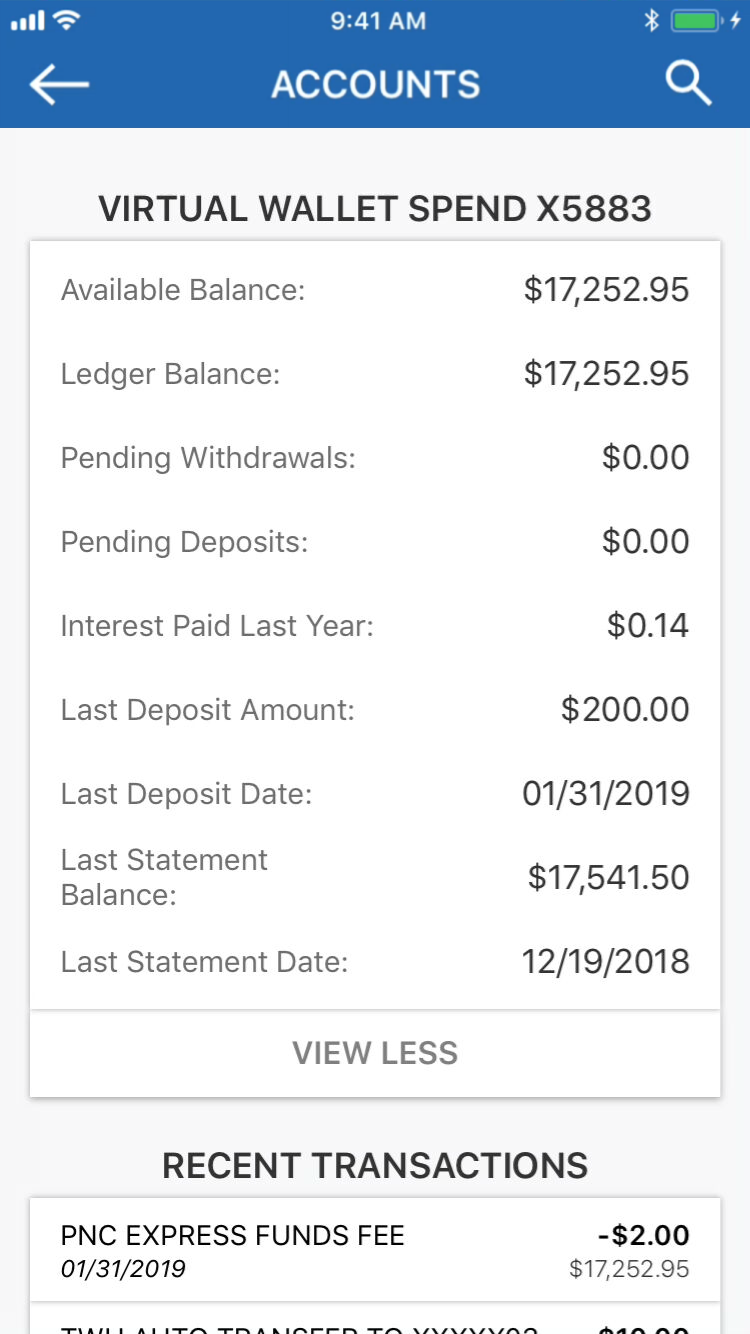 9:41 AM
ACCOUNTS
VIRTUAL WALLET SPEND X5883
Available Balance: $17,252.95
Ledger Balance: $17,252.95
Pending Withdrawals: $0.00
Pending Deposits: $0.00
Interest Paid Last Year: $0.14
Last Deposit Amount: $200.00
Last Deposit Date: 01/31/2019
Last Statement
Balance: $17,541.50
Last Statement Date: 12/19/2018
VIEW LESS
RECENT TRANSACTIONS
PNC EXPRESS FUNDS FEE -$2.00
01/31/2019 $17,252.95
AUTO TRANSFER TO